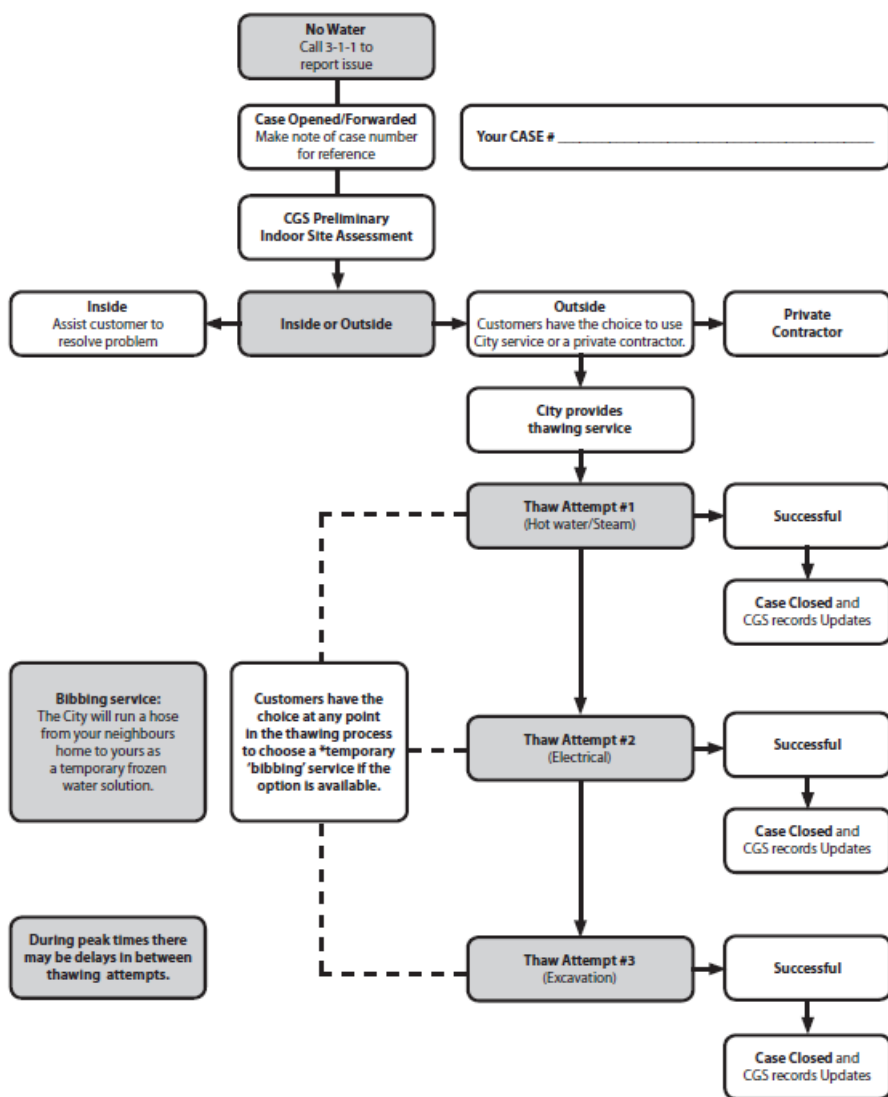 No Water
Call 3-1-1 to
report issue
Case Opened/Forwarded
Make note of case number
for reference
Your CASE # ________________________________________
CGS Preliminary
Indoor Site Assessment
Inside
Assist customer to
resolve problem
Inside or Outside
Outside
Customers have the choice to use
City service or a private contractor.
Private
Contractor
City provides
thawing service
Thaw Attempt #1
(Hot water/Steam)
Successful
Case Closed and
CGS records Updates
Bibbing service:
The City will run a hose
from your neighbours
home to yours as
a temporary frozen
water solution.
Customers have the
choice at any point
in the thawing process
to choose a *temporary
'bibbing' service if the
option is available.
Thaw Attempt #2
(Electrical)
Successful
Case Closed and
CGS records Updates
During peak times there
may be delays in between
thawing attempts.
Thaw Attempt #3
(Excavation)
Successful
Case Closed and
CGS records Updates